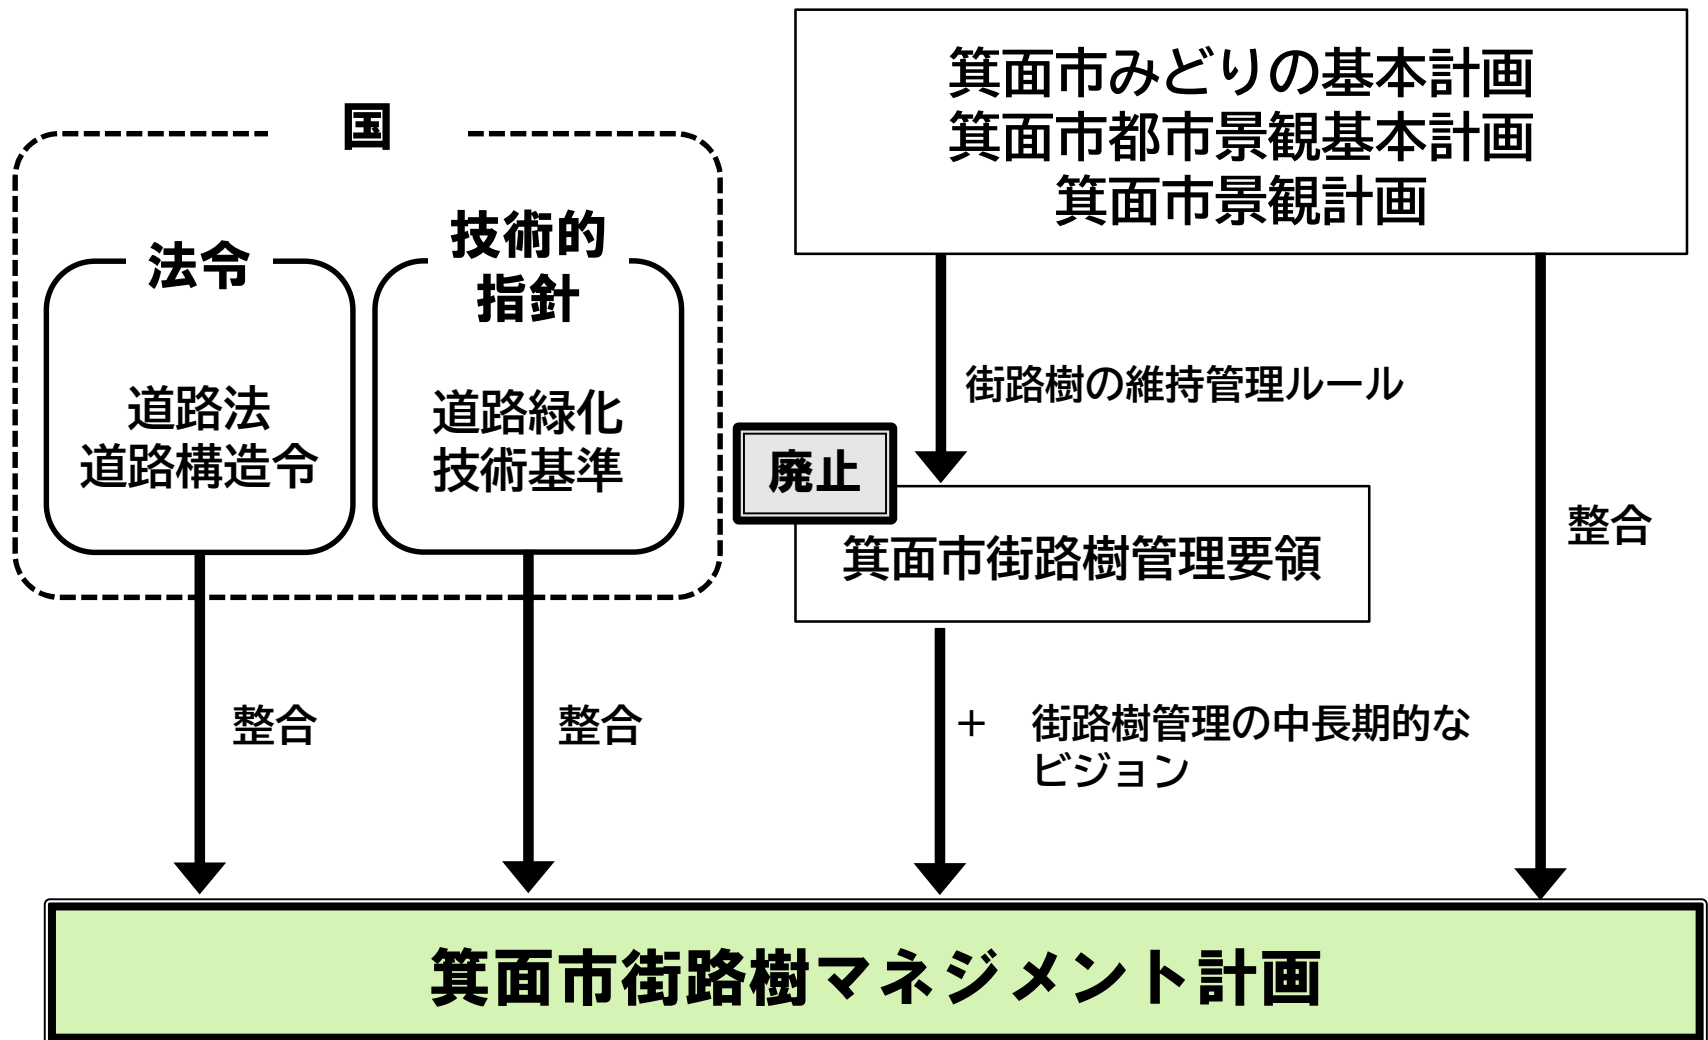 国
法令
道路法
道路構造令
技術的
指針
道路緑化
技術基準
箕面市みどりの基本計画
箕面市都市景観基本計画
箕面市景観計画
街路樹の維持管理ルール
廃止
箕面市街路樹管理要領
整合
整合
整合
＋ 街路樹管理の中長期的な
ビジョン
箕面市街路樹マネジメント計画